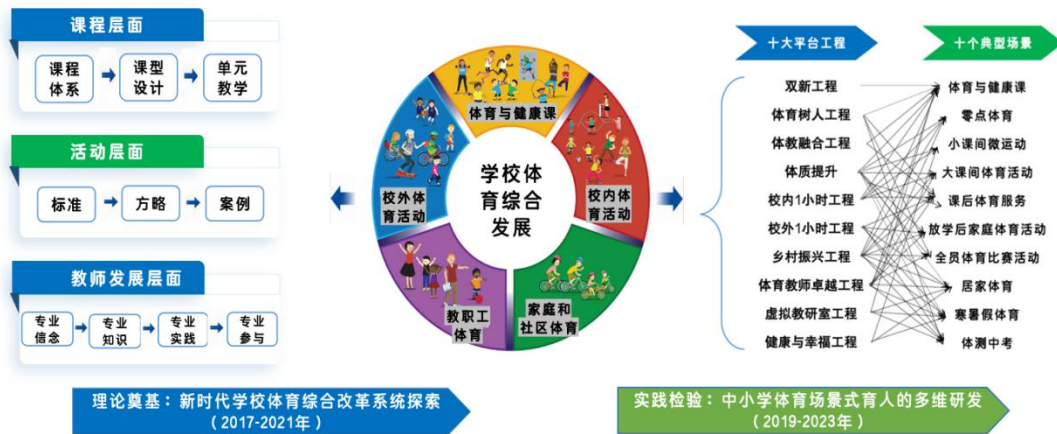 课程层面
课程
体系
课型
设计
单元
教学
活动层面
标准
方略
案例
教师发展层面
专业
信念
专业
知识
专业
实践
专业
参与
体育与健康课
校外体
育活动
校内体
育活动
学校体
育综合
发展
教职工
体育
家庭和
社区体育
十大平台工程
双新工程
体育树人工程
体教融合工程
体质提升
校内1小时工程
校外1小时工程
乡村振兴工程
体育教师卓越工程
虚拟教研室工程
健康与幸福工程
十个典型场景
体育与健康课
零点体育
小课间微运动
大课间体育活动
课后体育服务
放学后家庭体育活动
全员体育比赛活动
居家体育
寒暑假体育
体测中考
理论奠基：新时代学校体育综合改革系统探索
（2017-2021年）
实践检验：中小学体育场景式育人的多维研发
（2019-2023年）